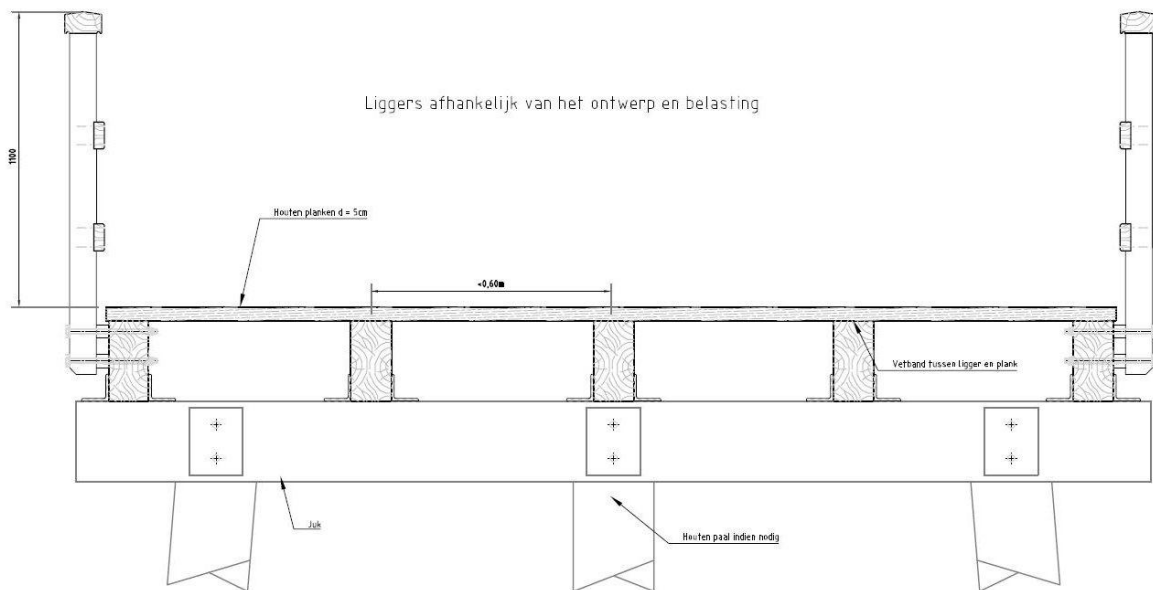 Liggers afhankelijk van het ontwerp en belasting
1100
Houten planken d = 5cm
<0,60m
Vetband tussen ligger en plank
Juk
Houten paal indien nodig